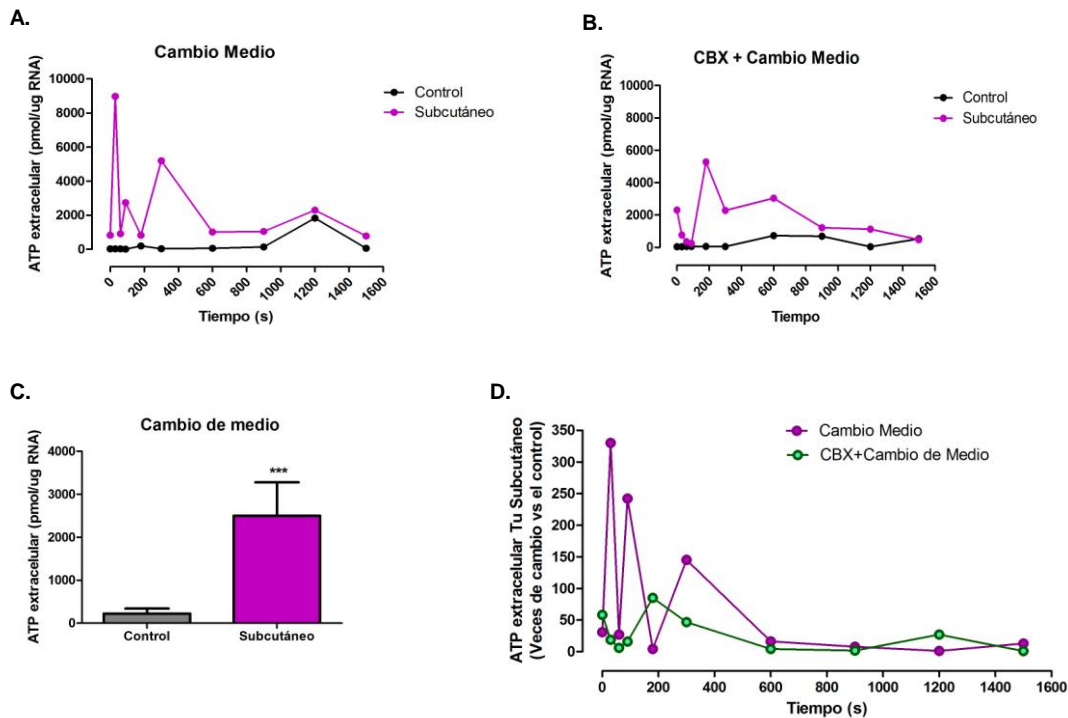 A.
Cambio Medio
ATP extracelular (pmol/ug RNA)
10000
8000
6000
4000
2000
0
0
200
400
600
800
1000
1200
1400
1600
Tiempo (s)
Control
Subcutáneo
B.
CBX + Cambio Medio
ATP extracelular (pmol/ug RNA)
10000
8000
6000
4000
2000
0
0
200
400
600
800
1000
1200
1400
1600
Tiempo
Control
Subcutáneo
C.
Cambio de medio
ATP extracelular (pmol/ug RNA)
4000
3000
2000
1000
0
***
Control
Subcutáneo
D.
ATP extracelular Tu Subcutáneo
(Veces de cambio vs el control)
350
300
250
200
150
100
50
0
0
200
400
600
800
1000
1200
1400
1600
Tiempo (s)
Cambio Medio
CBX+Cambio de Medio